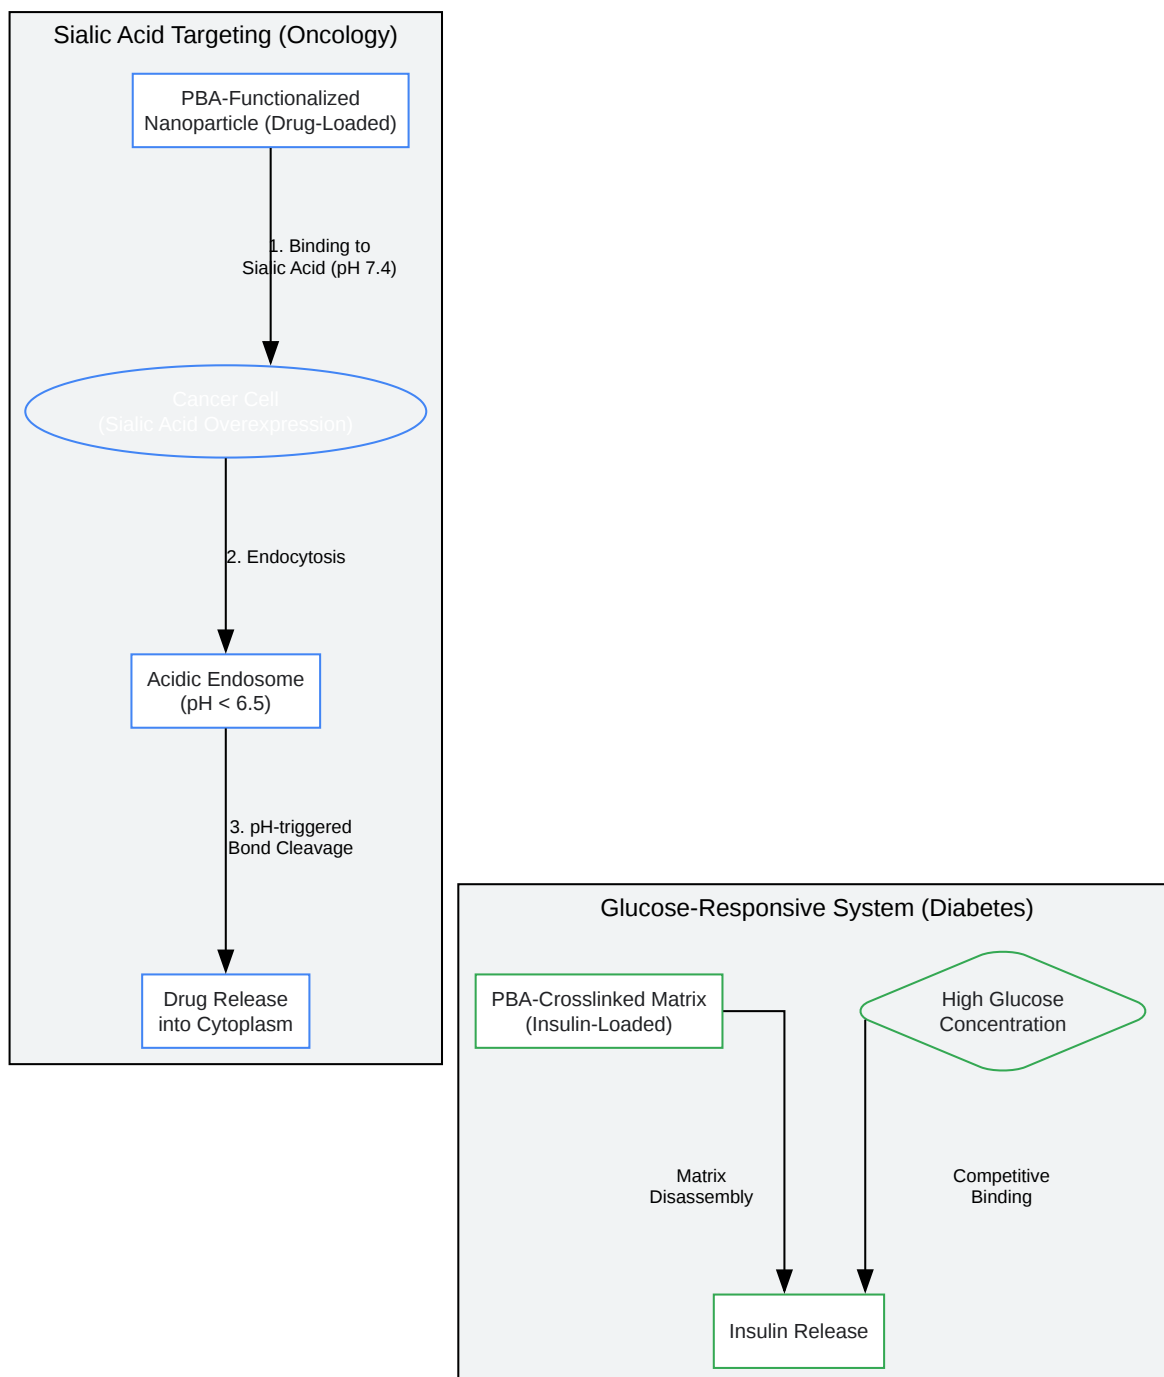 Sialic Acid Targeting (Oncology)
PBA-Functionalized
Nanoparticle (Drug-Loaded)
1. Binding to
Sialic Acid (pH 7.4)
Cancer Cell
(Sialic Acid Overexpression)
2. Endocytosis
Acidic Endosome
(pH < 6.5)
3. pH-triggered
Bond Cleavage
Drug Release
into Cytoplasm
Glucose-Responsive System (Diabetes)
PBA-Crosslinked Matrix
(Insulin-Loaded)
High Glucose
Concentration
Matrix
Disassembly
Competitive
Binding
Insulin Release